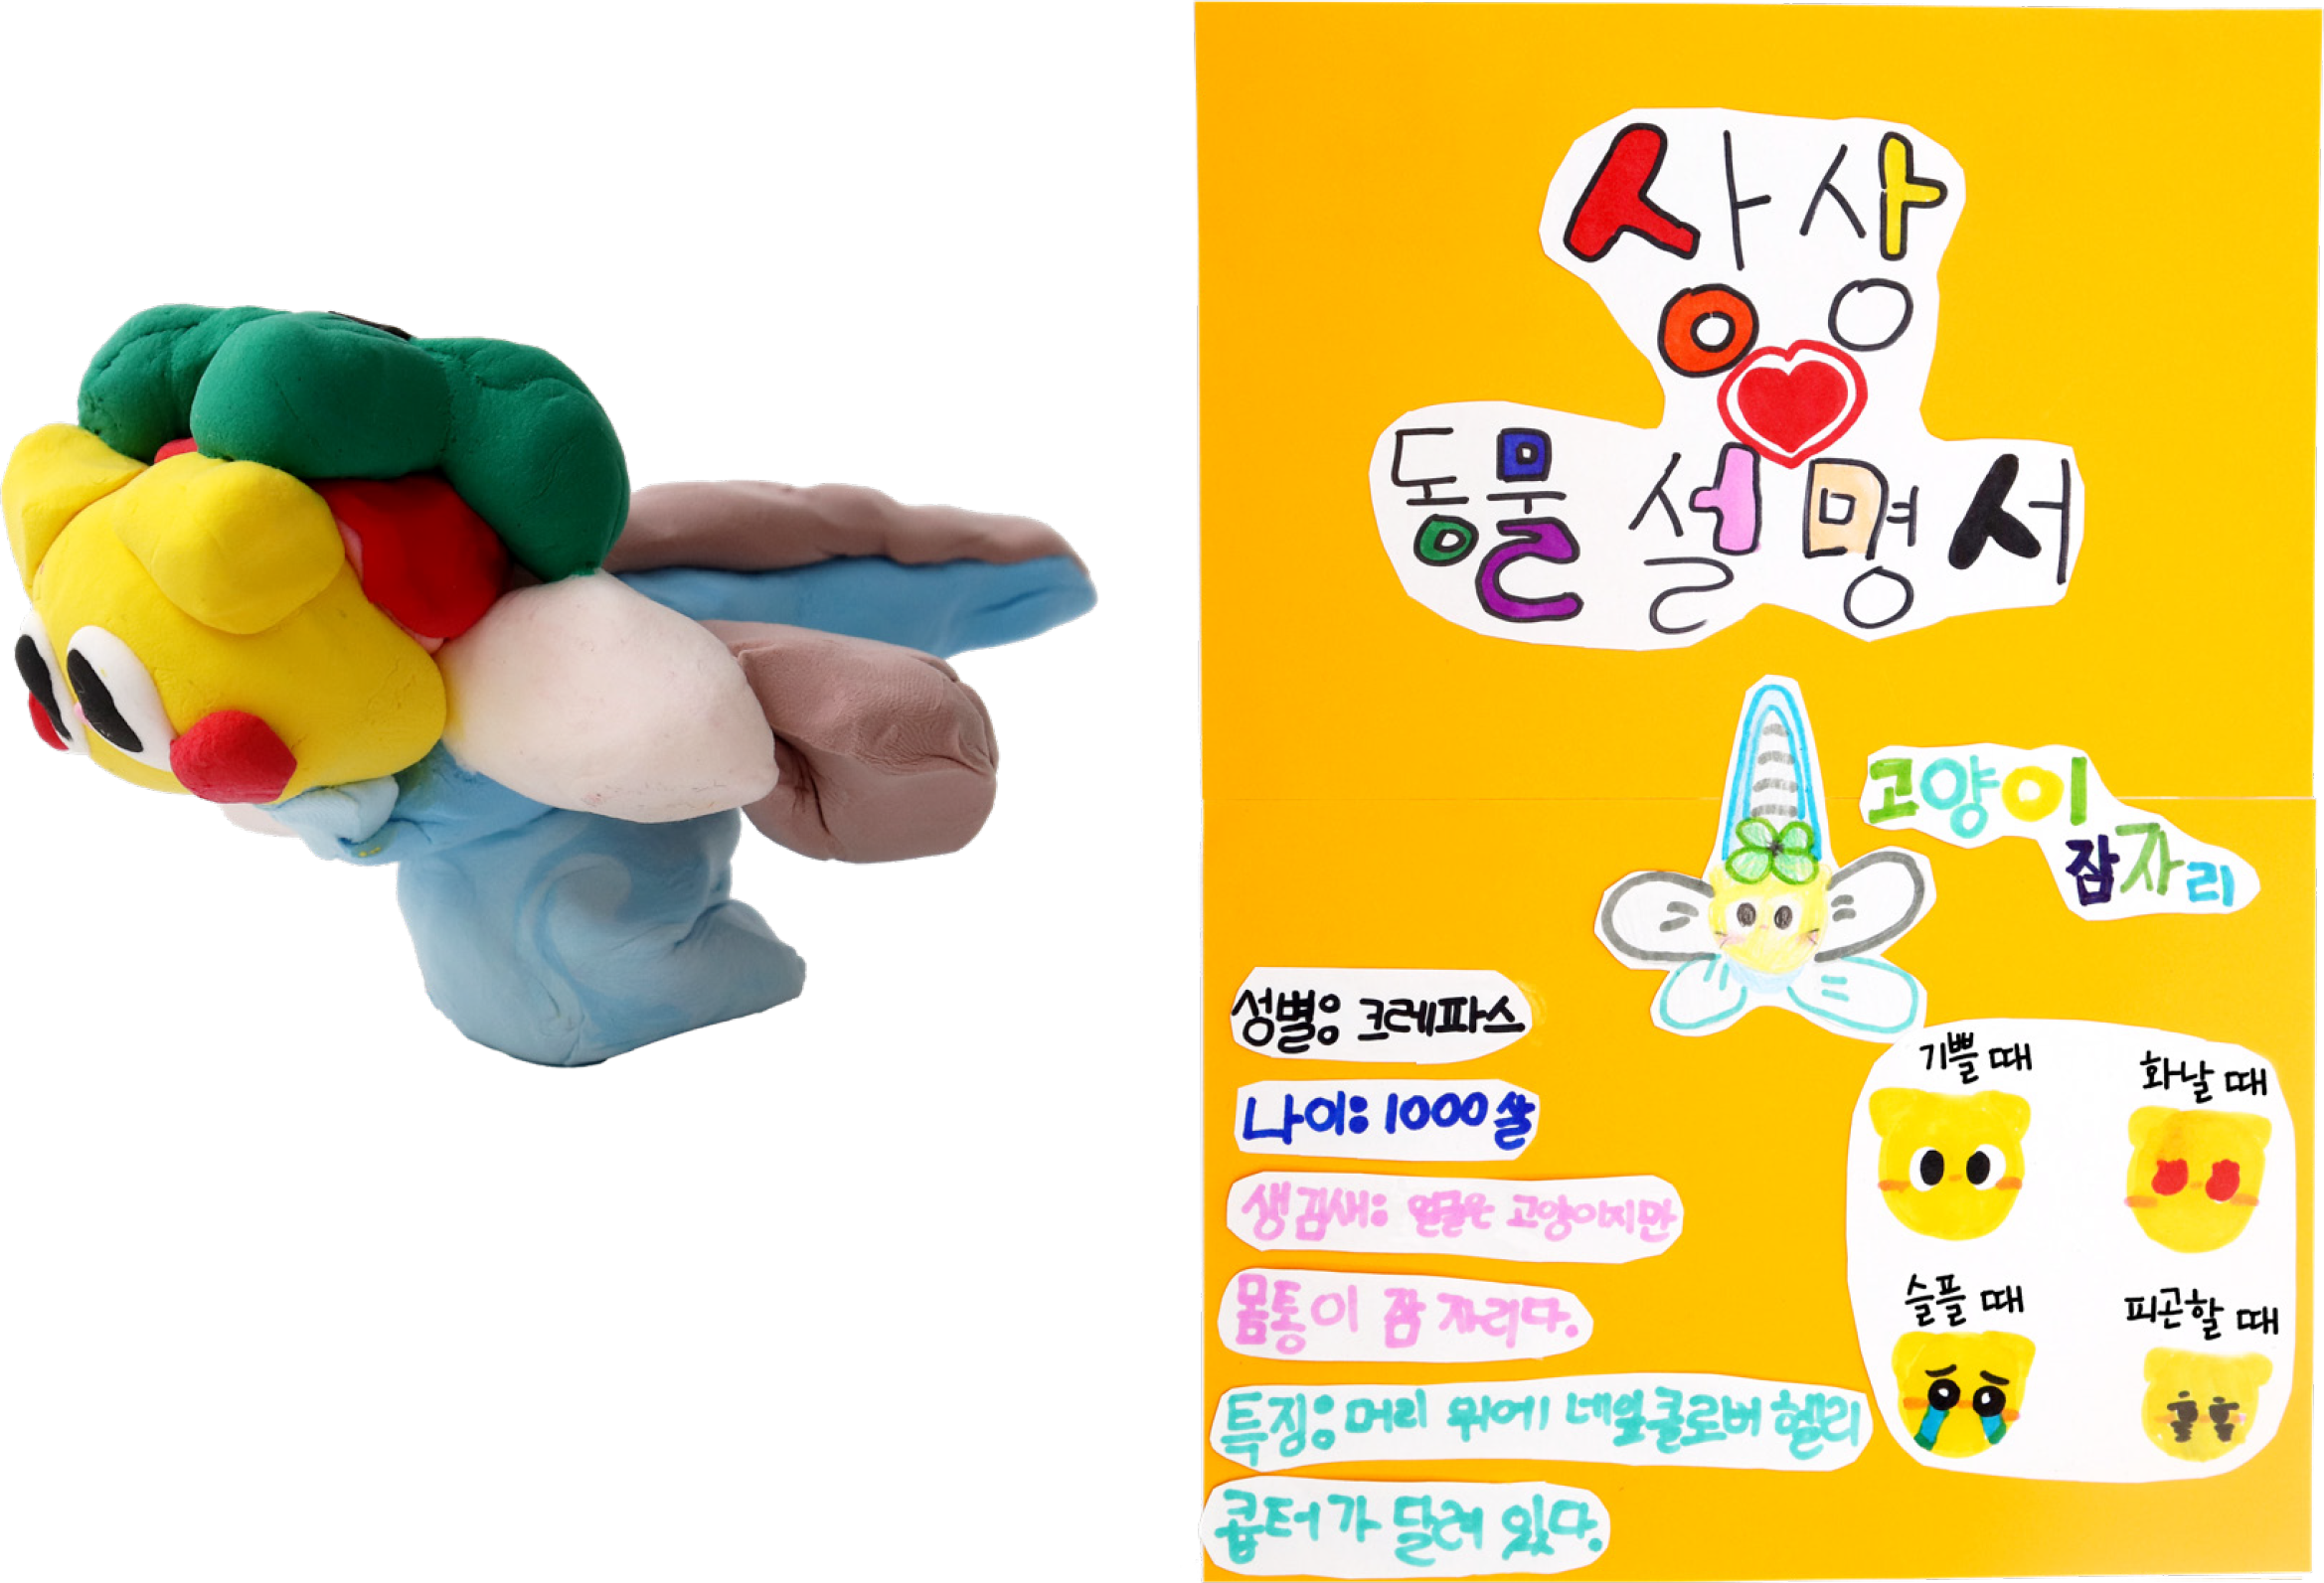 상상
동물 설명서
고양이
잠자리
성별: 크레파스
나이: 1000살
생김새: 얼굴은 고양이지만
몸통이 잠자리다.
특징: 머리 위에 네잎클로버 헬리
콥터가 달려 있다.
기쁠 때
화날 때
슬플 때
피곤할 때